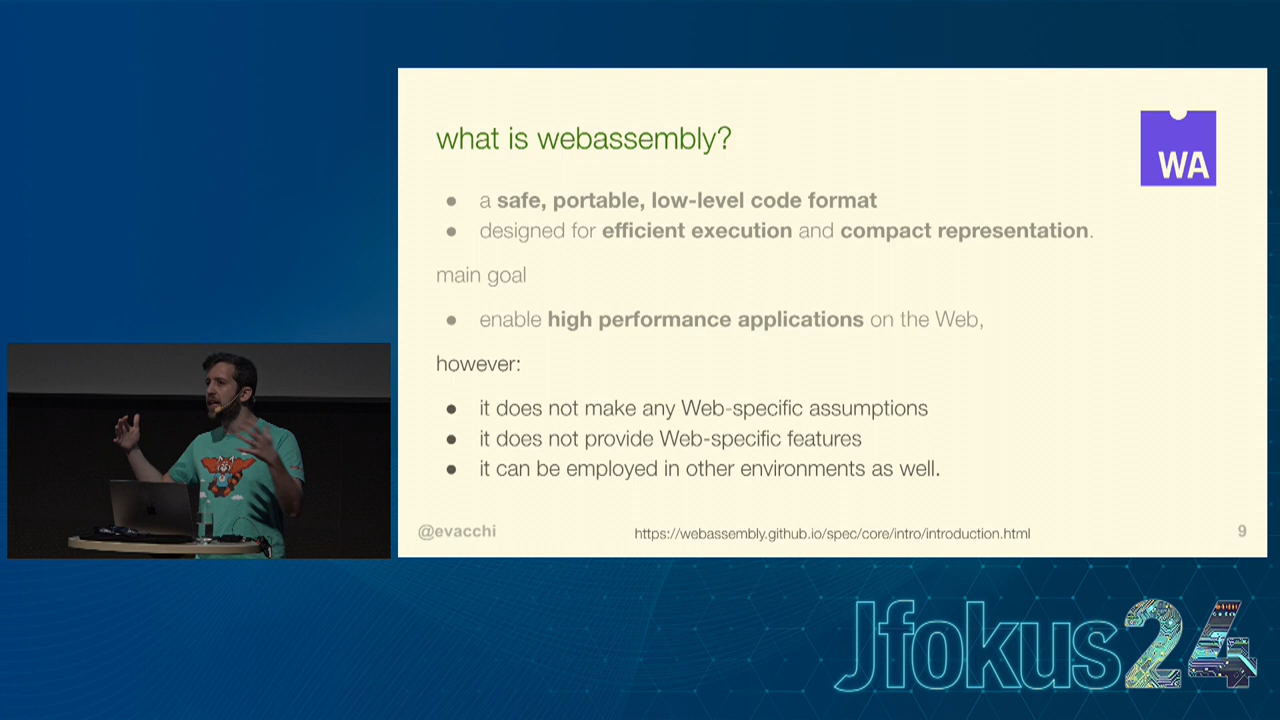 what is webassembly?
WA
● a safe, portable, low-level code format
● designed for efficient execution and compact representation.
main goal
● enable high performance applications on the Web,
however:
● it does not make any Web-specific assumptions
● it does not provide Web-specific features
● it can be employed in other environments as well.
@evacchi
https://webassembly.github.io/spec/core/intro/introduction.html
9
Jfokus24